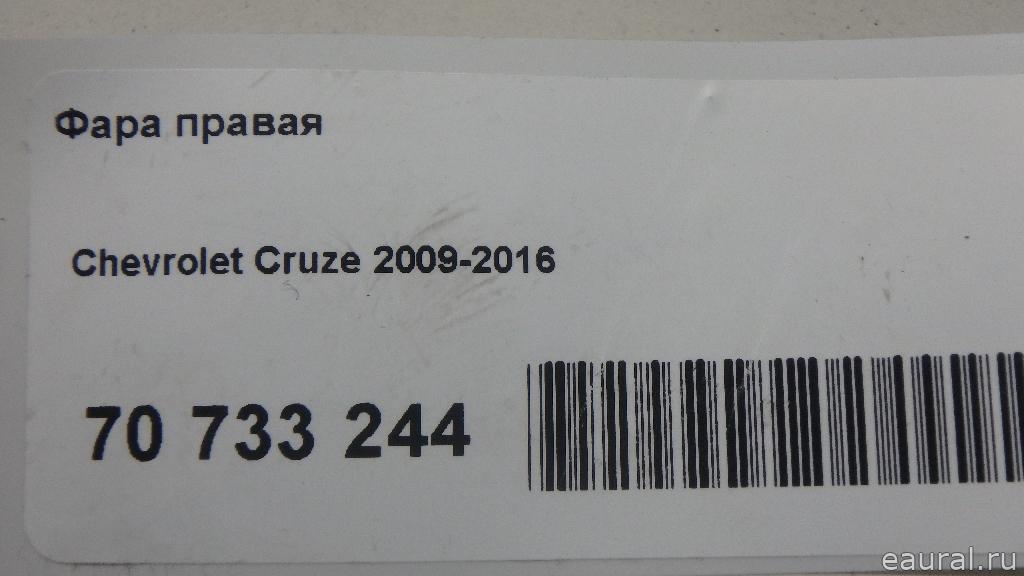 Фара правая
Chevrolet Cruze 2009-2016
70 733 244
eaural.ru